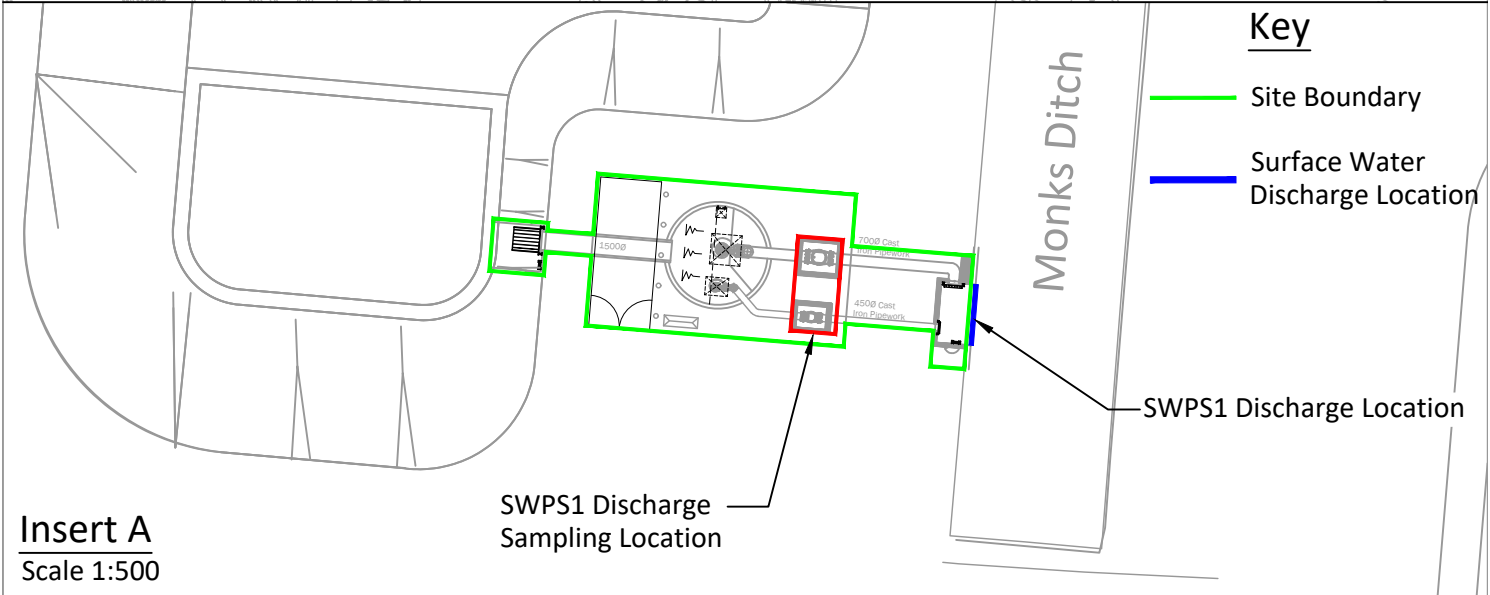 Key
Site Boundary
Surface Water
Discharge Location
Monks Ditch
1500Ø
700Ø Cast
Iron Pipework
450Ø Cast
Iron Pipework
SWPS1 Discharge Location
SWPS1 Discharge
Sampling Location
Insert A
Scale 1:500